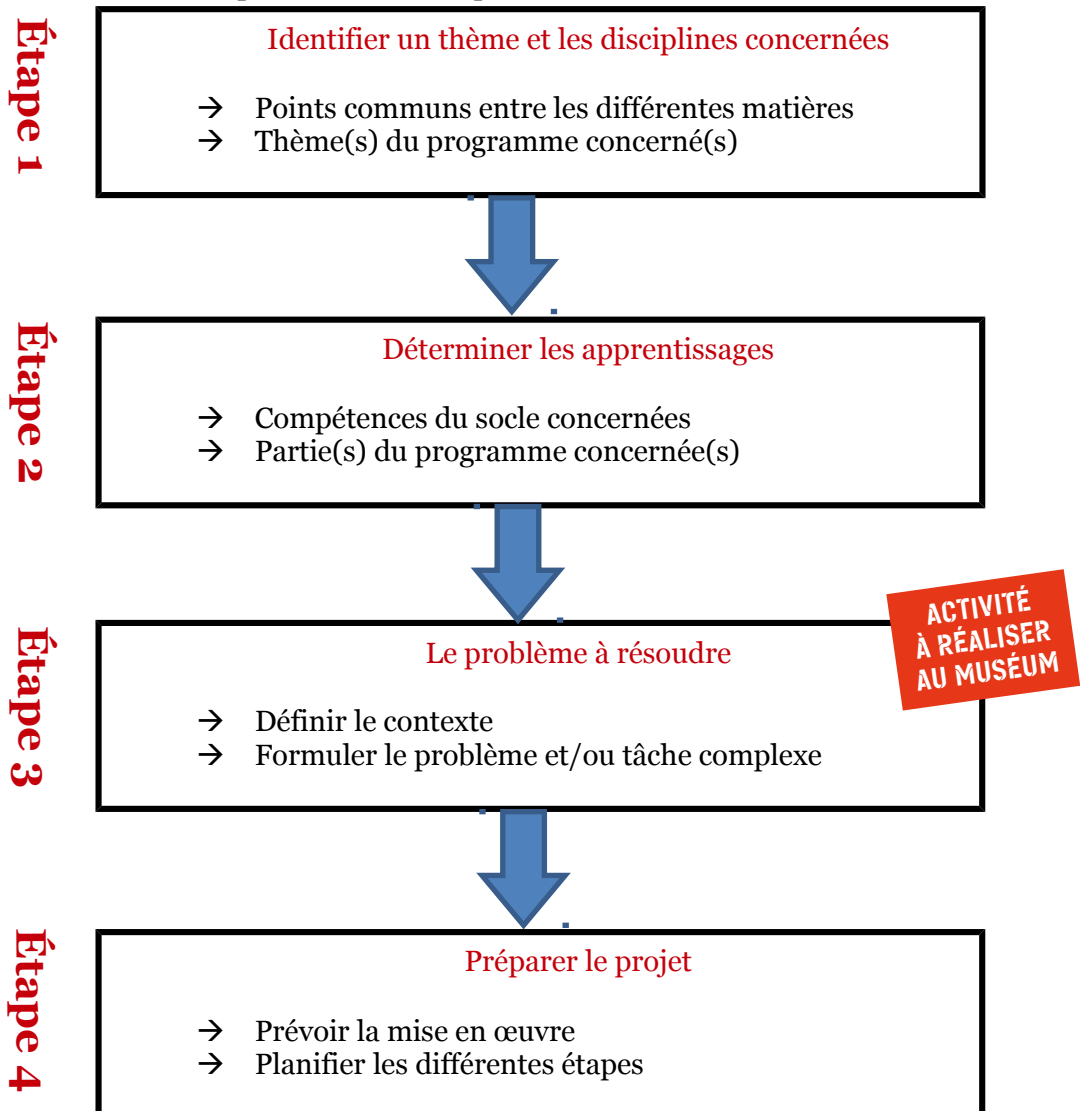 Étape 1
Identifier un thème et les disciplines concernées
→ Points communs entre les différentes matières
→ Thème(s) du programme concerné(s)
Étape 2
Déterminer les apprentissages
→ Compétences du socle concernées
→ Partie(s) du programme concernée(s)
Étape 3
Le problème à résoudre
ACTIVITÉ
À RÉALISER
AU MUSÉUM
→ Définir le contexte
→ Formuler le problème et/ou tâche complexe
Étape 4
Préparer le projet
→ Prévoir la mise en œuvre
→ Planifier les différentes étapes